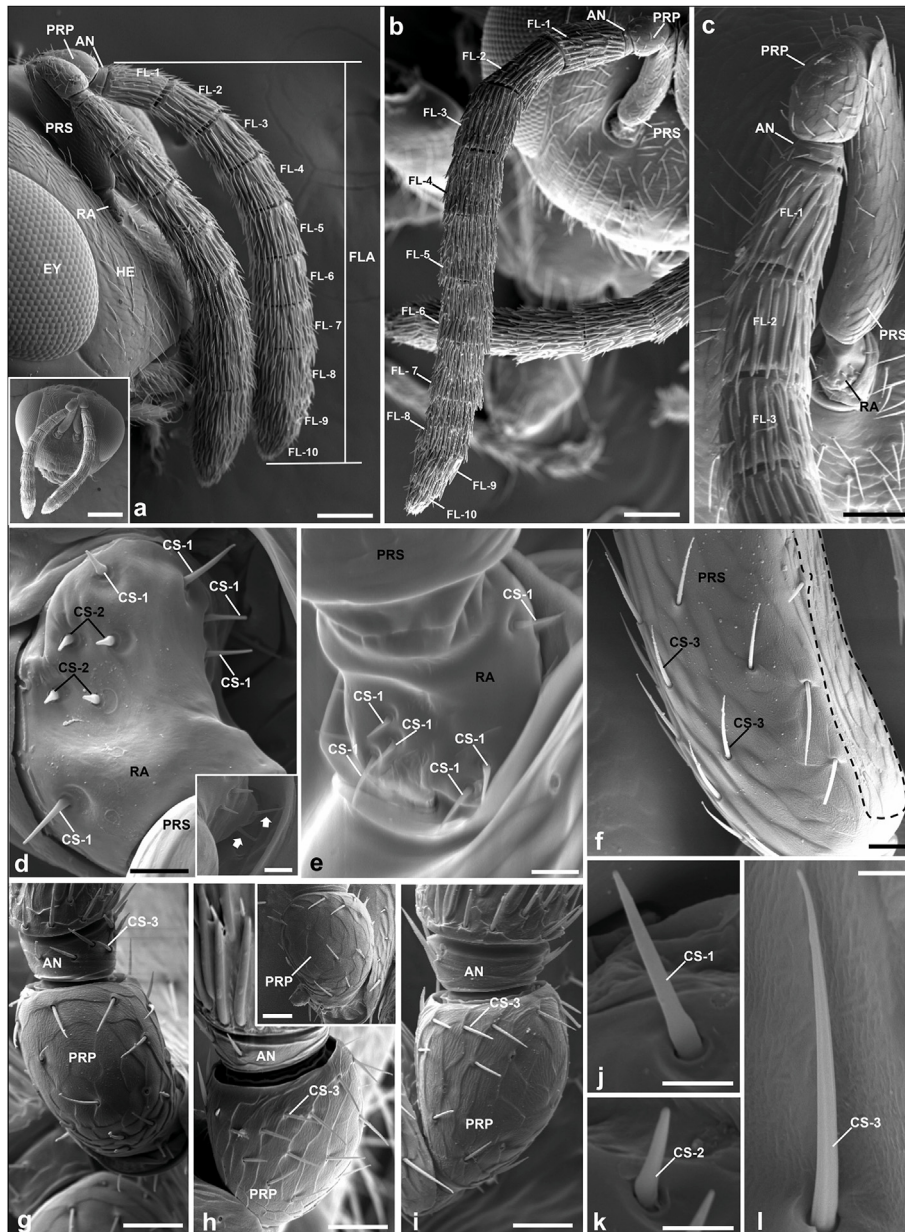 PRP
AN
FL-1
FL-2
FL-3
PRS
FL-4
RA
FL-5
FLA
EY
HE
FL-6
FL- 7
FL-8
FL-9
FL-10
a
b
AN
PRP
FL-1
FL-2
FL-3
PRS
FL-4
FL-5
FL-6
FL- 7
FL-8
FL-9
FL-10
c
PRP
AN
FL-1
FL-2
PRS
RA
FL-3
CS-1
CS-1
CS-1
CS-2
CS-1
CS-2
RA
CS-1
PRS
d
PRS
CS-1
RA
CS-1
CS-1
CS-1
CS-1
CS-1
e
PRS
CS-3
CS-3
f
CS-3
AN
PRP
g
PRP
AN
CS-3
PRP
h
AN
CS-3
PRP
i
CS-1
j
CS-2
k
CS-3
l